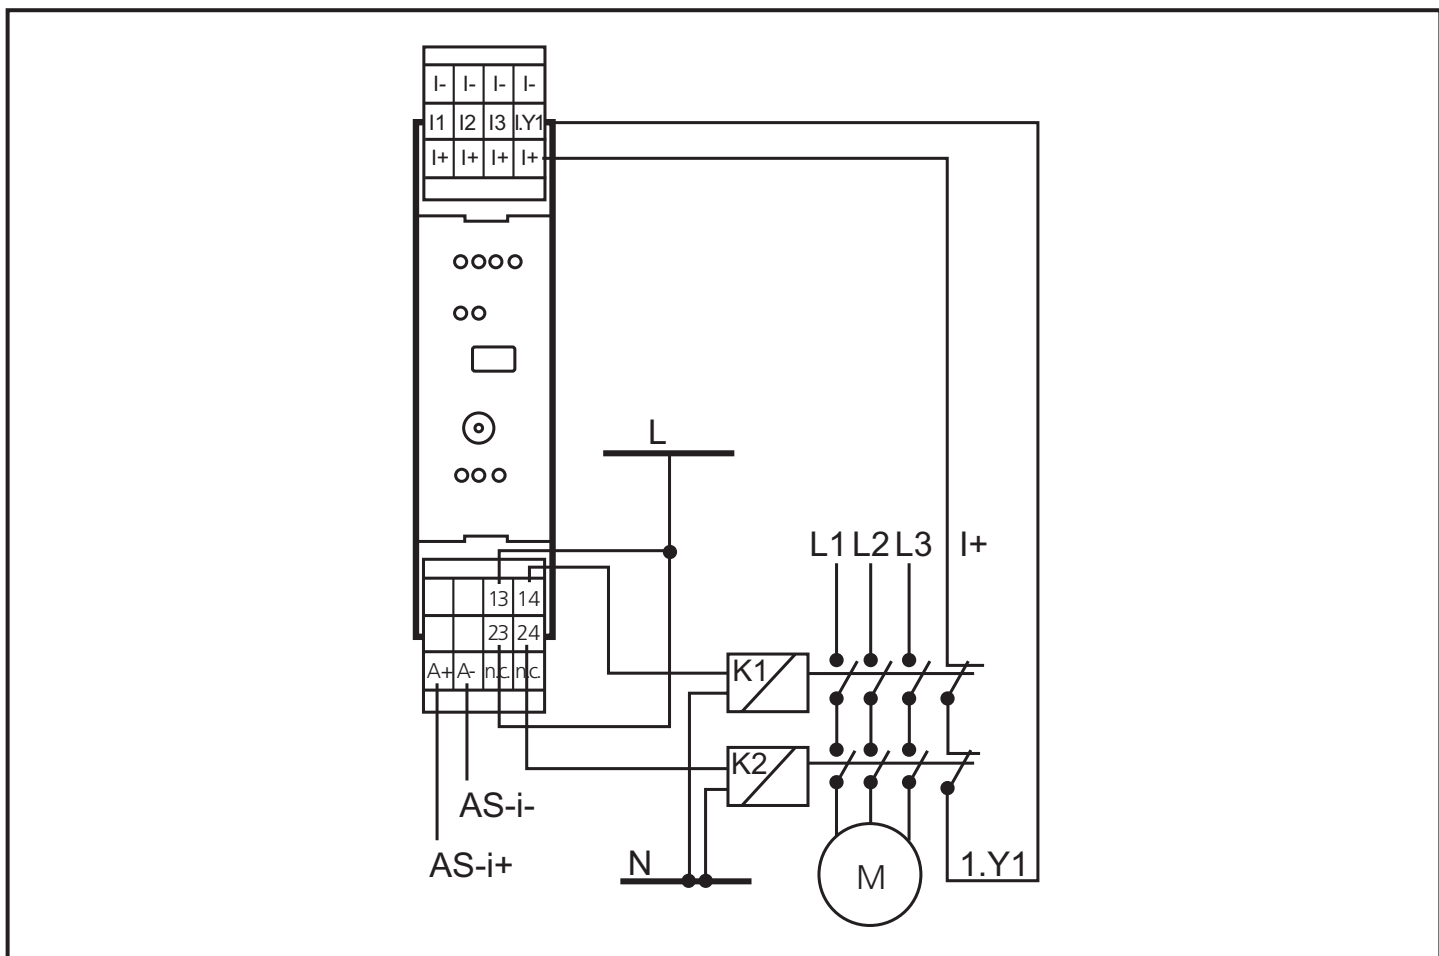 I- I- I- I-
I1 I2 I3 I.Y1
I+ I+ I+ I+
L
L1 L2 L3 I+
13 14
23 24
A+ A- n.c. n.c.
K1
K2
AS-i-
AS-i+
N
M
1.Y1